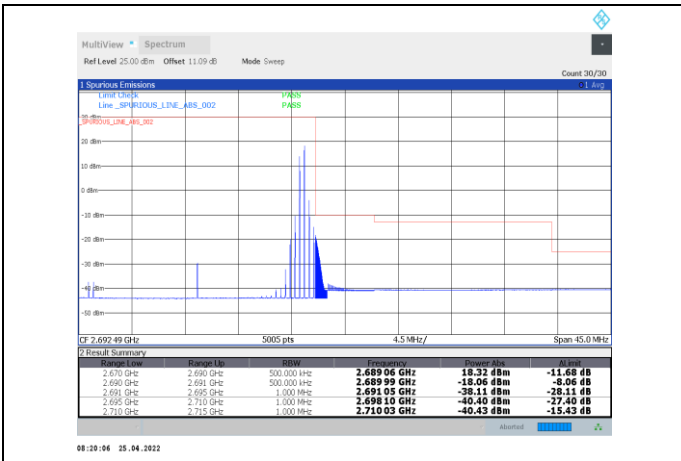 MultiView Spectrum
Ref Level 25.00 dBm Offset 11.09 dB Mode Sweep
Count 30/30
1 Spurious Emissions 1 Avg
Limit Check PASS
Line _SPURIOUS_LINE_ABS_002 PASS
30 dBm
_SPURIOUS_LINE_ABS_002
20 dBm
10 dBm
0 dBm
-10 dBm
-20 dBm
-30 dBm
-40 dBm
-50 dBm
CF 2.692 49 GHz 5005 pts 4.5 MHz/ Span 45.0 MHz
2 Result Summary
Range Low Range Up RBW Frequency Power Abs ΔLimit
2.670 GHz 2.690 GHz 500.000 kHz 2.689 06 GHz 18.32 dBm -11.68 dB
2.690 GHz 2.691 GHz 500.000 kHz 2.689 99 GHz -18.06 dBm -8.06 dB
2.691 GHz 2.695 GHz 1.000 MHz 2.691 05 GHz -38.11 dBm -28.11 dB
2.695 GHz 2.710 GHz 1.000 MHz 2.698 10 GHz -40.40 dBm -27.40 dB
2.710 GHz 2.715 GHz 1.000 MHz 2.710 03 GHz -40.43 dBm -15.43 dB
Aborted
08:20:06 25.04.2022